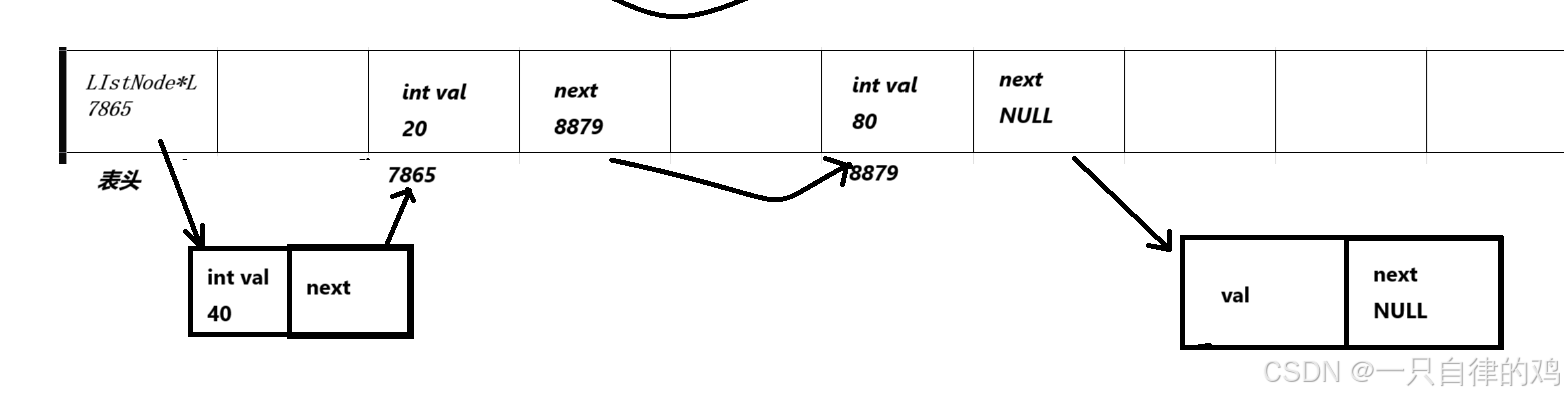 LIstNode*L
7865
int val
20
next
8879
int val
80
next
NULL
表头
7865
8879
int val
40
next
val
next
NULL
CSDN @一只自律的鸡